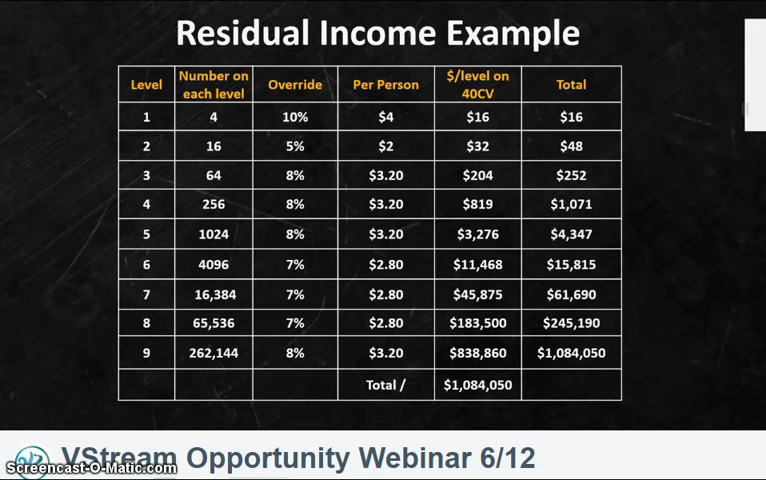 Residual Income Example
Level Number on each level Override Per Person $/level on 40CV Total
1 4 10% $4 $16 $16
2 16 5% $2 $32 $48
3 64 8% $3.20 $204 $252
4 256 8% $3.20 $819 $1,071
5 1024 8% $3.20 $3,276 $4,347
6 4096 7% $2.80 $11,468 $15,815
7 16,384 7% $2.80 $45,875 $61,690
8 65,536 7% $2.80 $183,500 $245,190
9 262,144 8% $3.20 $838,860 $1,084,050
Total / $1,084,050
VStream Opportunity Webinar 6/12
Screencast-O-Matic.com